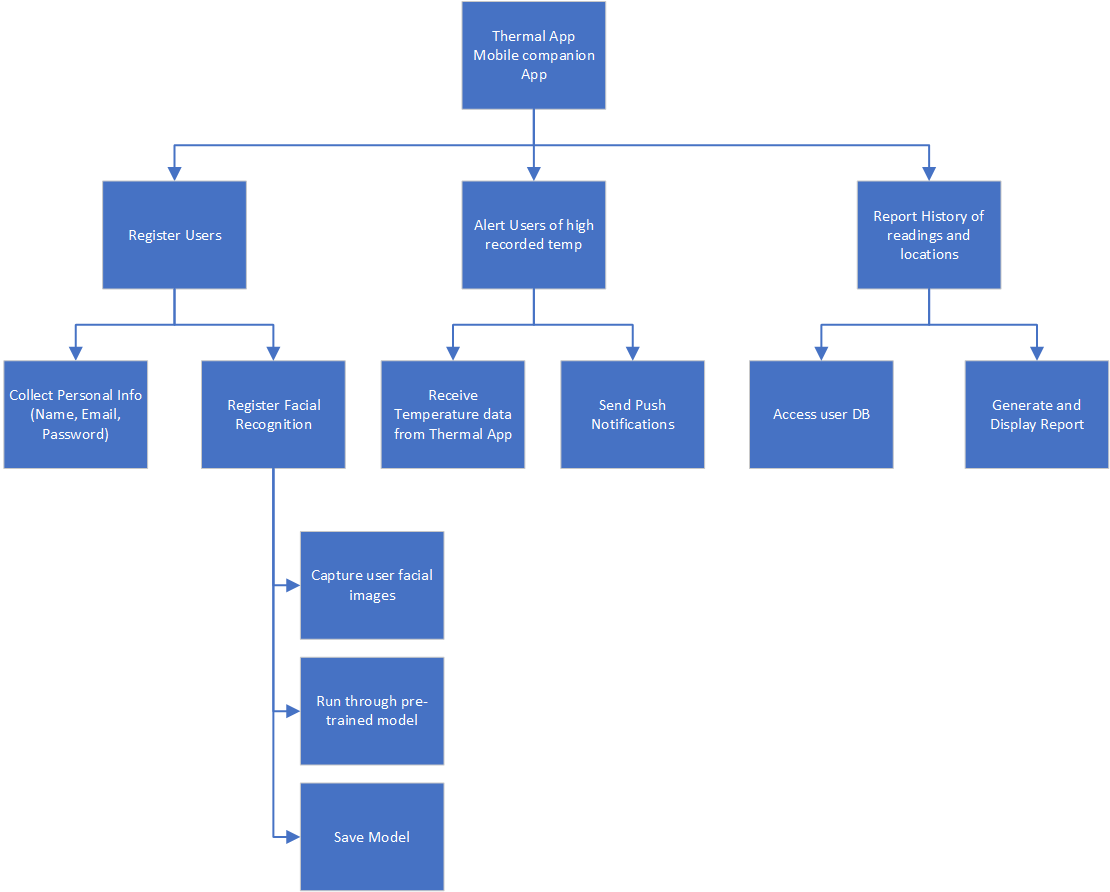 Thermal App
Mobile companion
App
Register Users
Alert Users of high
recorded temp
Report History of
readings and
locations
Collect Personal Info
(Name, Email,
Password)
Register Facial
Recognition
Receive
Temperature data
from Thermal App
Send Push
Notifications
Access user DB
Generate and
Display Report
Capture user facial
images
Run through pre-
trained model
Save Model